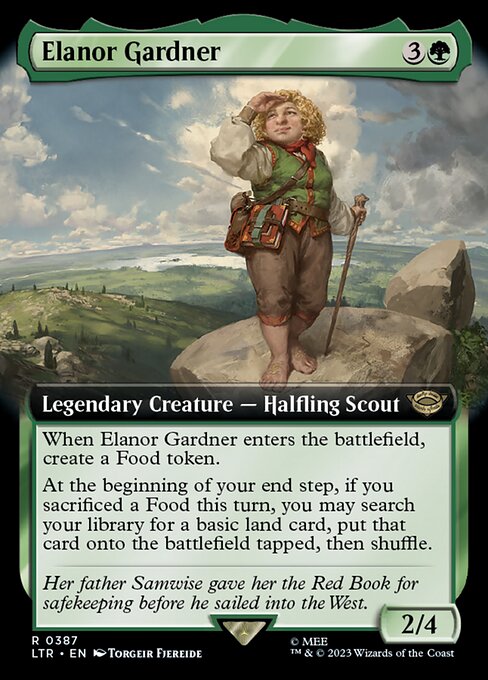 Elanor Gardner 3
Legendary Creature — Halfling Scout
When Elanor Gardner enters the battlefield,
create a Food token.
At the beginning of your end step, if you
sacrificed a Food this turn, you may search
your library for a basic land card, put that
card onto the battlefield tapped, then shuffle.
Her father Samwise gave her the Red Book for
safekeeping before he sailed into the West.
2/4
R 0387
LTR • EN Torgeir Fjereide
© MEE
™ & © 2023 Wizards of the Coast